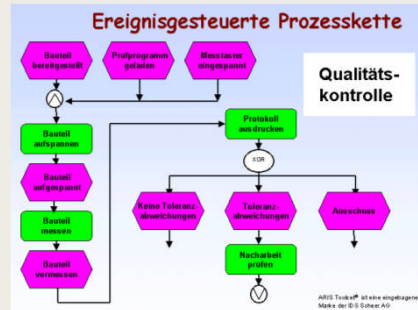 Ereignisgesteuerte Prozesskette
Bauteil
bereitgestellt
Prüfprogramm
geladen
Messtaster
eingespannt
Qualitäts-
kontrolle
Bauteil
aufspannen
Protokoll
ausdrucken
XOR
Bauteil
aufgespannt
Keine Toleranz-
abweichungen
Toleranz-
abweichungen
Ausschuss
Bauteil
messen
Nacharbeit
prüfen
Bauteil
vermessen
ARIS Toolset® ist eine eingetragene
Marke der IDS Scheer AG